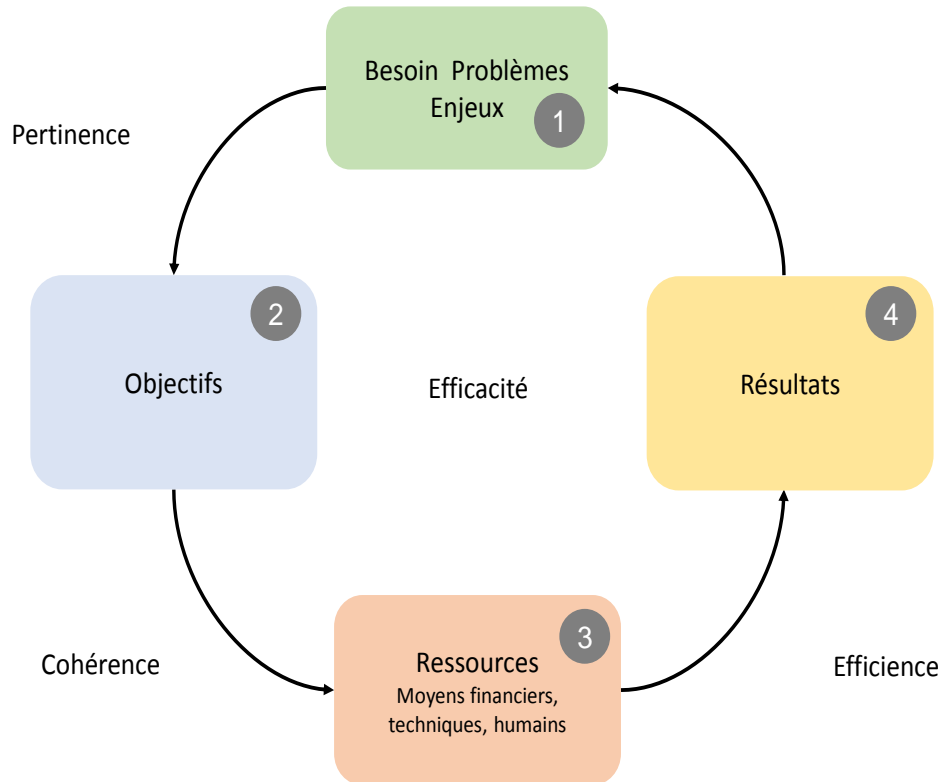 Besoin Problèmes
Enjeux
1
Pertinence
2
Objectifs
Efficacité
4
Résultats
Cohérence
3
Ressources
Moyens financiers,
techniques, humains
Efficience